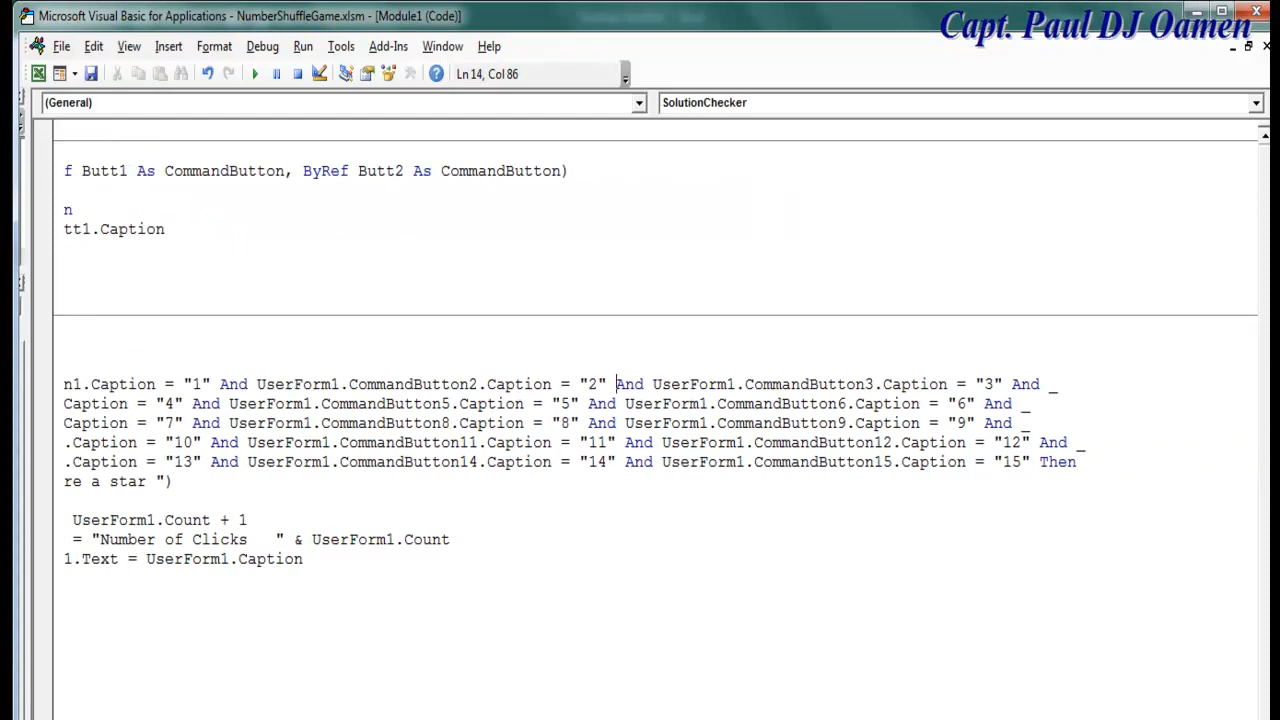 Microsoft Visual Basic for Applications - NumberShuffleGame.xlsm - [Module1 (Code)]
Capt. Paul DJ Oamen
File Edit View Insert Format Debug Run Tools Add-Ins Window Help
Ln 14, Col 86
(General) SolutionChecker
f Butt1 As CommandButton, ByRef Butt2 As CommandButton)
n
tt1.Caption
n1.Caption = "1" And UserForm1.CommandButton2.Caption = "2" And UserForm1.CommandButton3.Caption = "3" And _
Caption = "4" And UserForm1.CommandButton5.Caption = "5" And UserForm1.CommandButton6.Caption = "6" And _
Caption = "7" And UserForm1.CommandButton8.Caption = "8" And UserForm1.CommandButton9.Caption = "9" And _
.Caption = "10" And UserForm1.CommandButton11.Caption = "11" And UserForm1.CommandButton12.Caption = "12" And _
.Caption = "13" And UserForm1.CommandButton14.Caption = "14" And UserForm1.CommandButton15.Caption = "15" Then
re a star ")
UserForm1.Count + 1
= "Number of Clicks   " & UserForm1.Count
1.Text = UserForm1.Caption